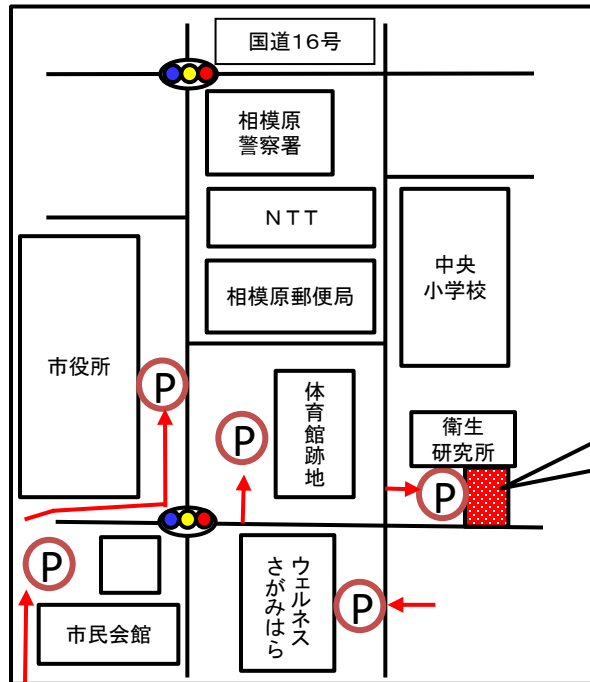 国道16号
相模原
警察署
NTT
相模原郵便局
中央
小学校
市役所
P
P
体育館跡地
衛生
研究所
P
P
市民会館
ウェルネス
さがみはら
P